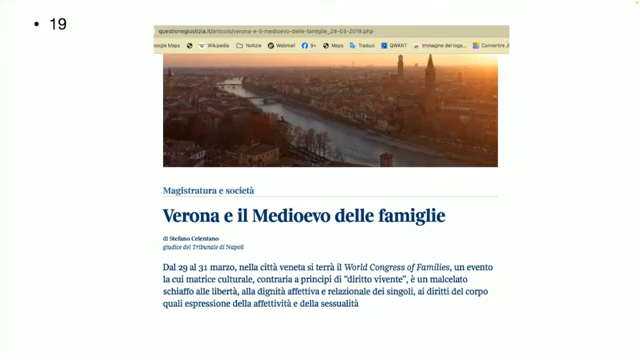 • 19
questionegiustizia.it/articolo/verona-e-il-medioevo-delle-famiglie_28-03-2019.php
Google Maps Wikipedia Notizie Webmail 9+ Maps Traduci QWANT Immagine del logo... Convertire J
Magistratura e società
Verona e il Medioevo delle famiglie
di Stefano Celentano
giudice del Tribunale di Napoli
Dal 29 al 31 marzo, nella città veneta si terrà il World Congress of Families, un evento
la cui matrice culturale, contraria a principi di “diritto vivente”, è un malcelato
schiaffo alle libertà, alla dignità affettiva e relazionale dei singoli, ai diritti del corpo
quali espressione della affettività e della sessualità